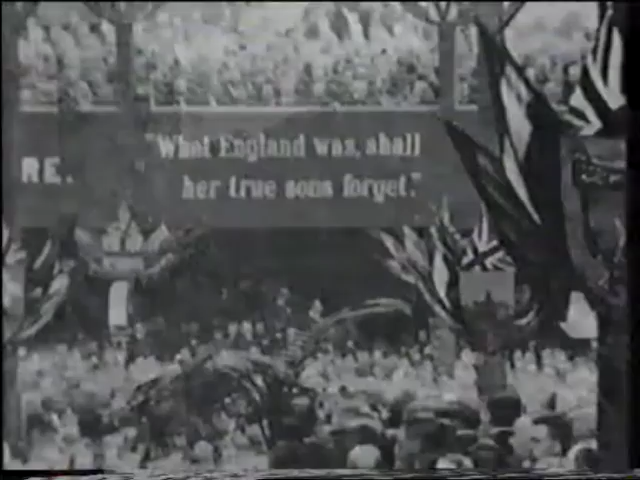 RE.
"What England was, shall
her true sons forget."